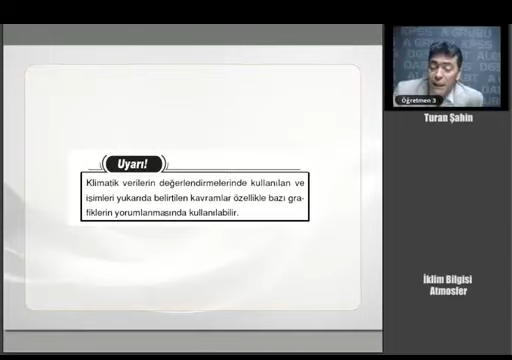 Uyarı!
Klimatik verilerin değerlendirmelerinde kullanılan ve
isimleri yukarıda belirtilen kavramlar özellikle bazı gra-
fiklerin yorumlanmasında kullanılabilir.
Öğretmen 3
Turan Şahin
İklim Bilgisi
Atmosfer